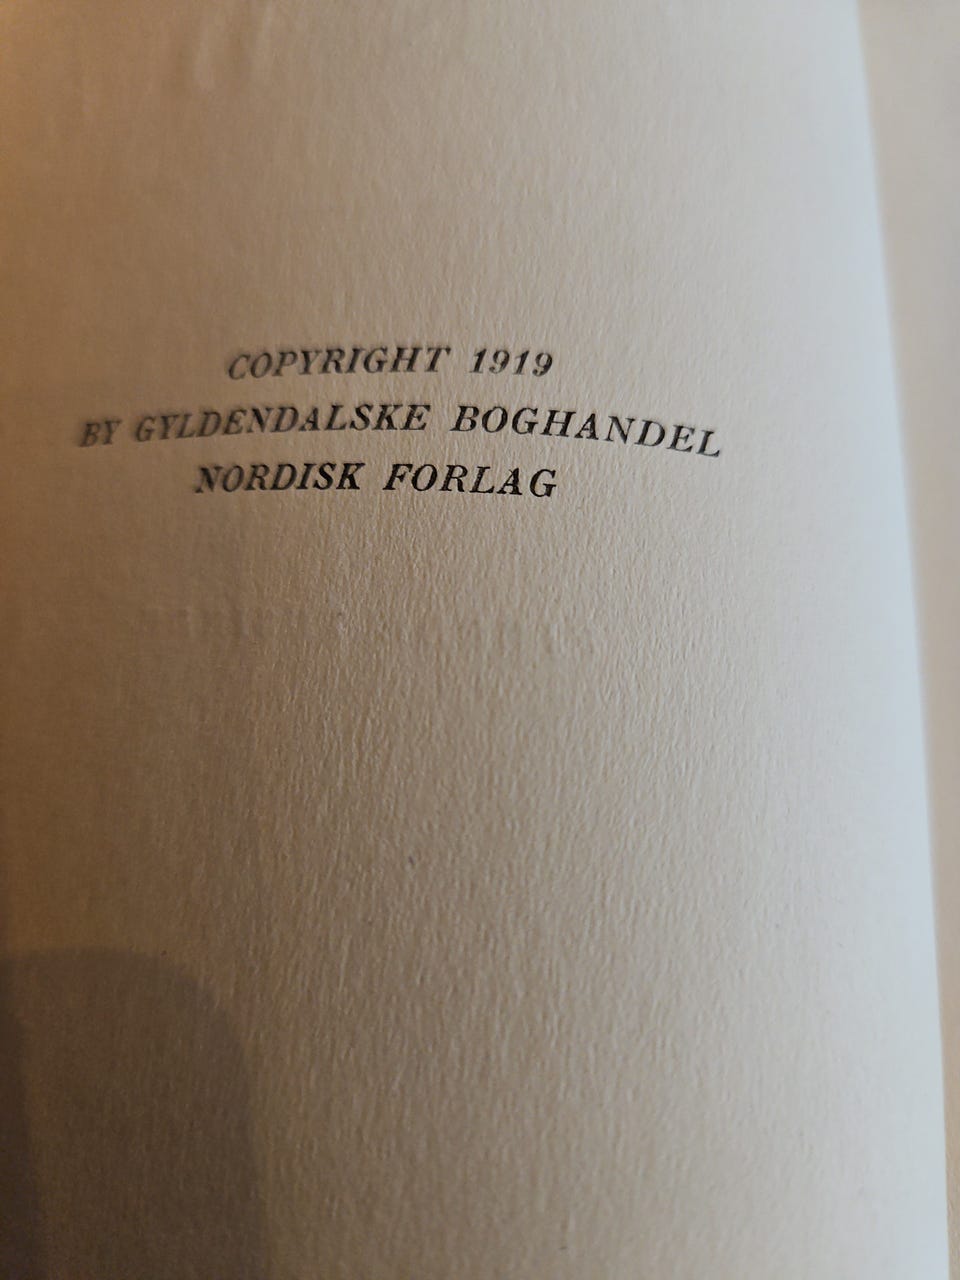 COPYRIGHT 1919
BY GYLDENDALSKE BOGHANDEL
NORDISK FORLAG